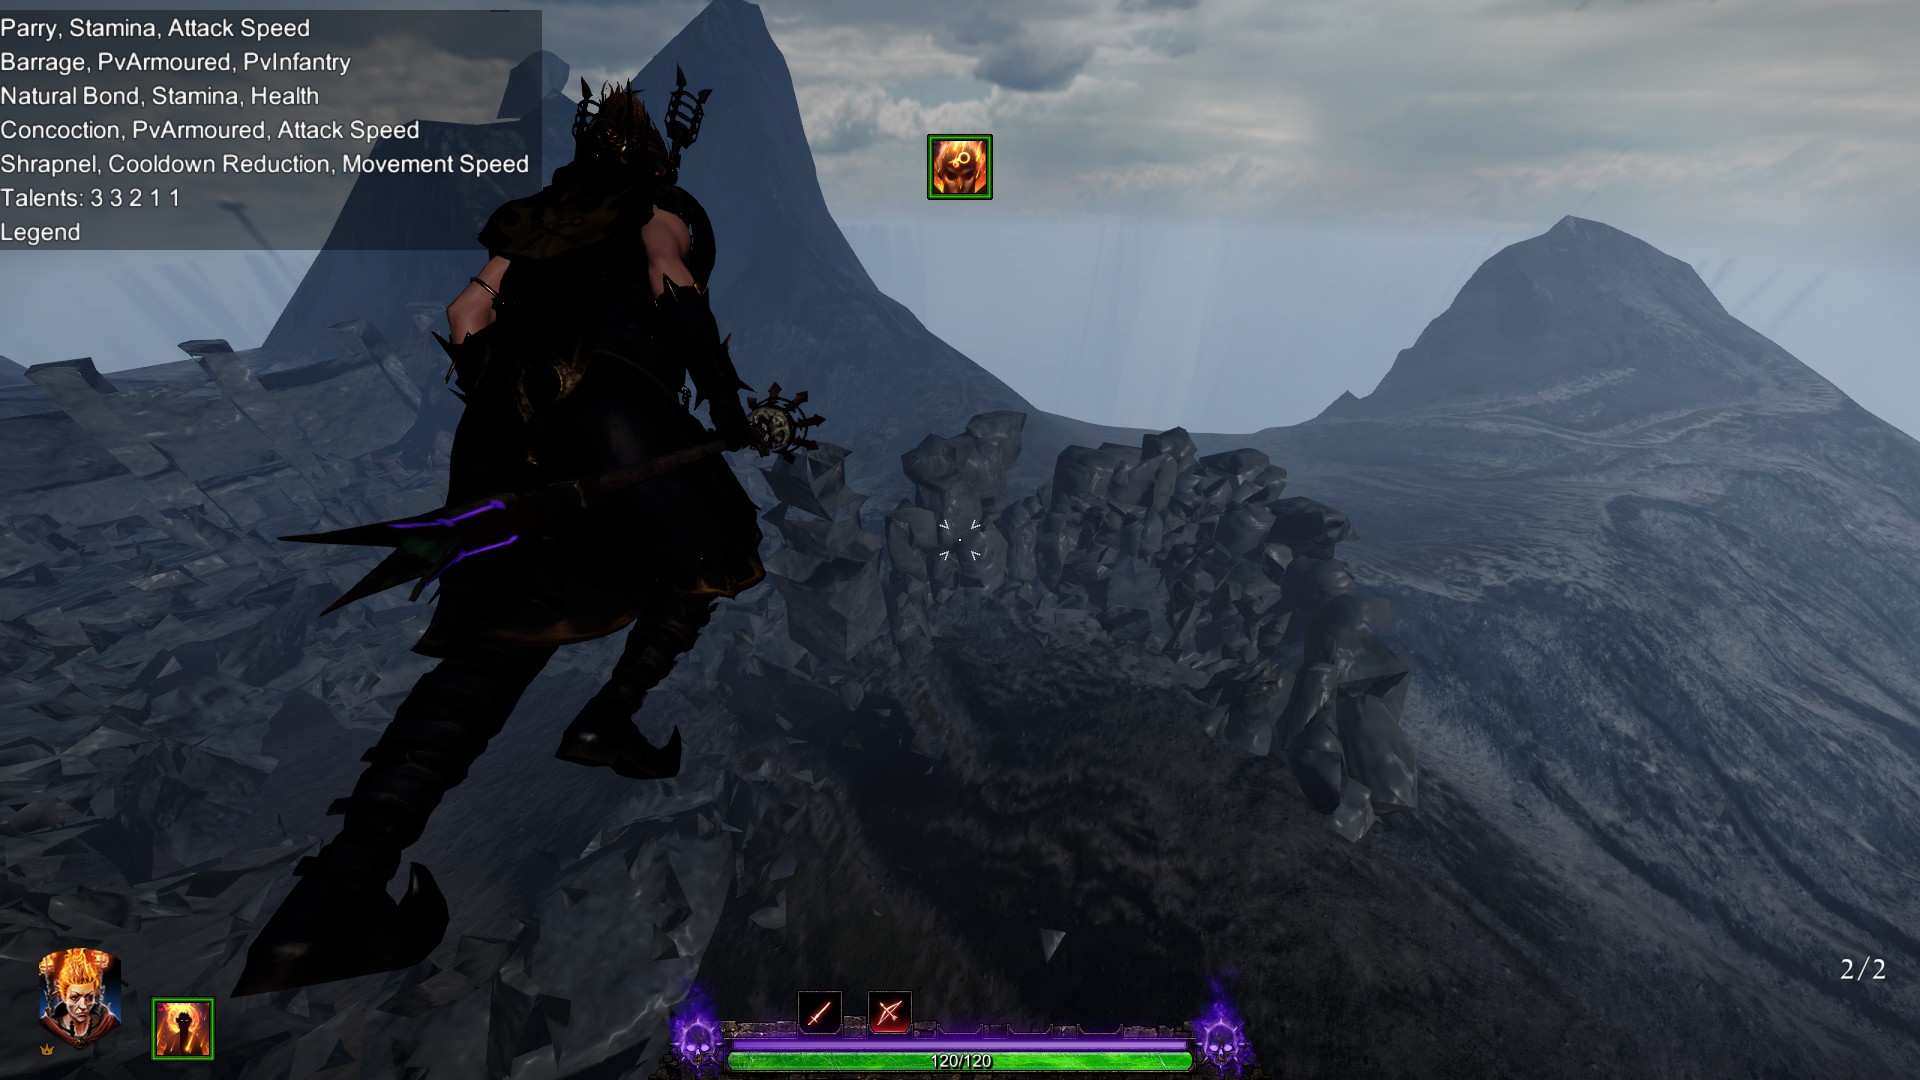 Parry, Stamina, Attack Speed
Barrage, PvArmoured, PvInfantry
Natural Bond, Stamina, Health
Concoction, PvArmoured, Attack Speed
Shrapnel, Cooldown Reduction, Movement Speed
Talents: 3 3 2 1 1
Legend
2/2
120/120